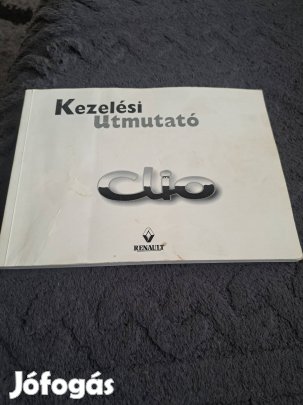 Kezelési
Utmutató
Clio
RENAULT
Jófogás